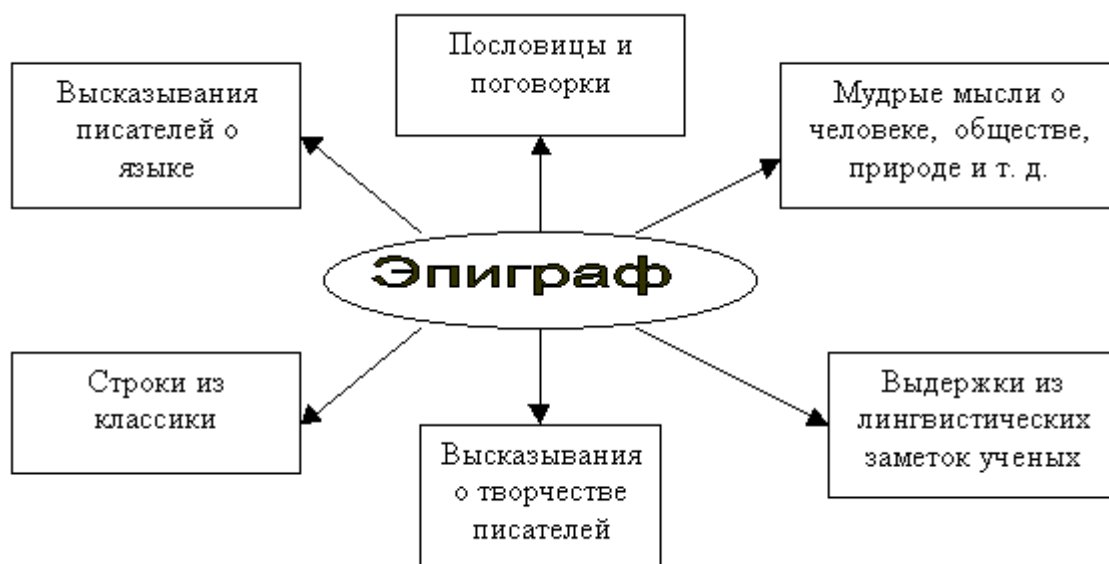 Пословицы и
поговорки
Высказывания
писателей о
языке
Мудрые мысли о
человеке, обществе,
природе и т. д.
Эпиграф
Строки из
классики
Высказывания
о творчестве
писателей
Выдержки из
лингвистических
заметок ученых